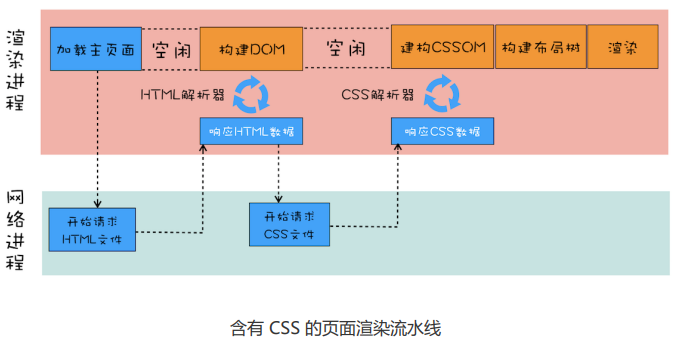 渲染进程
加载主页面
空闲
构建DOM
空闲
建构CSSOM
构建布局树
渲染
HTML解析器
CSS解析器
响应HTML数据
响应CSS数据
网络进程
开始请求
HTML文件
开始请求
CSS文件
含有 CSS 的页面渲染流水线